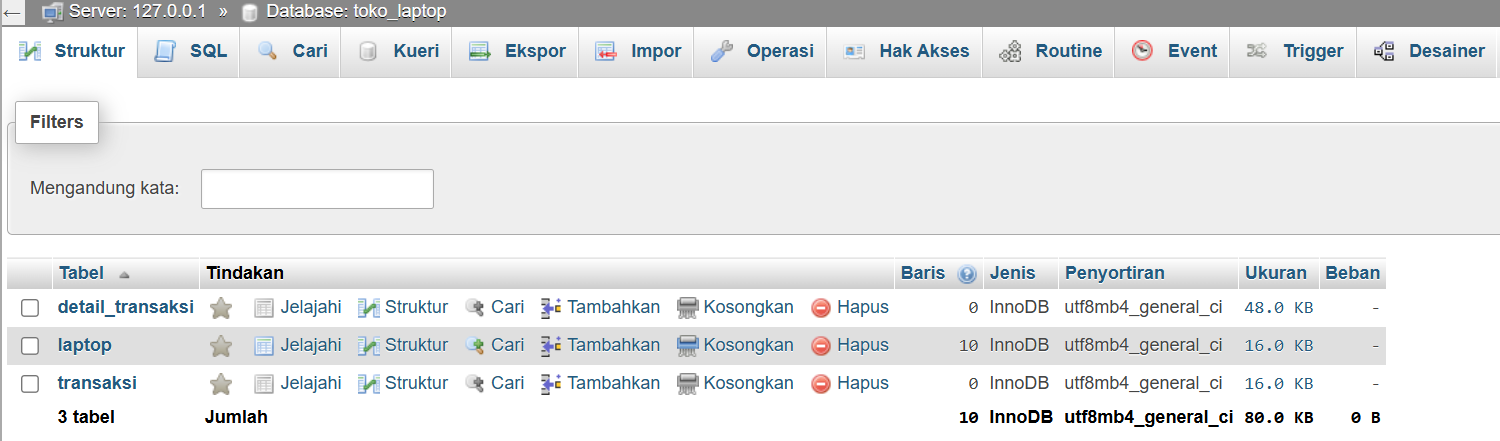 Server: 127.0.0.1 » Database: toko_laptop
Struktur SQL Cari Kueri Ekspor Impor Operasi Hak Akses Routine Event Trigger Desainer
Filters
Mengandung kata:
Tabel Tindakan Baris Jenis Penyortiran Ukuran Beban
detail_transaksi Jelajahi Struktur Cari Tambahkan Kosongkan Hapus 0 InnoDB utf8mb4_general_ci 48.0 KB -
laptop Jelajahi Struktur Cari Tambahkan Kosongkan Hapus 10 InnoDB utf8mb4_general_ci 16.0 KB -
transaksi Jelajahi Struktur Cari Tambahkan Kosongkan Hapus 0 InnoDB utf8mb4_general_ci 16.0 KB -
3 tabel Jumlah 10 InnoDB utf8mb4_general_ci 80.0 KB 0 B